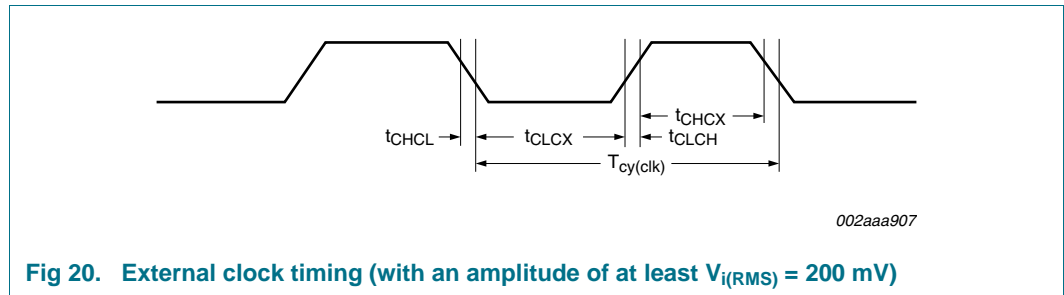 tCHCX
tCHCL tCLCX tCLCH
Tcy(clk)
002aaa907
Fig 20. External clock timing (with an amplitude of at least Vi(RMS) = 200 mV)